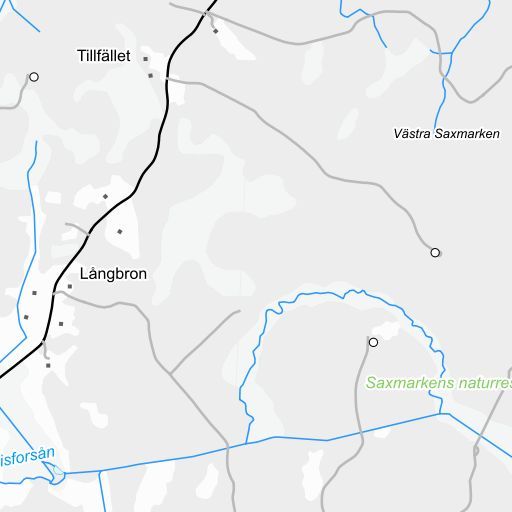 Tillfället
Västra Saxmarken
Långbron
Saxmarkens naturres
isforsån